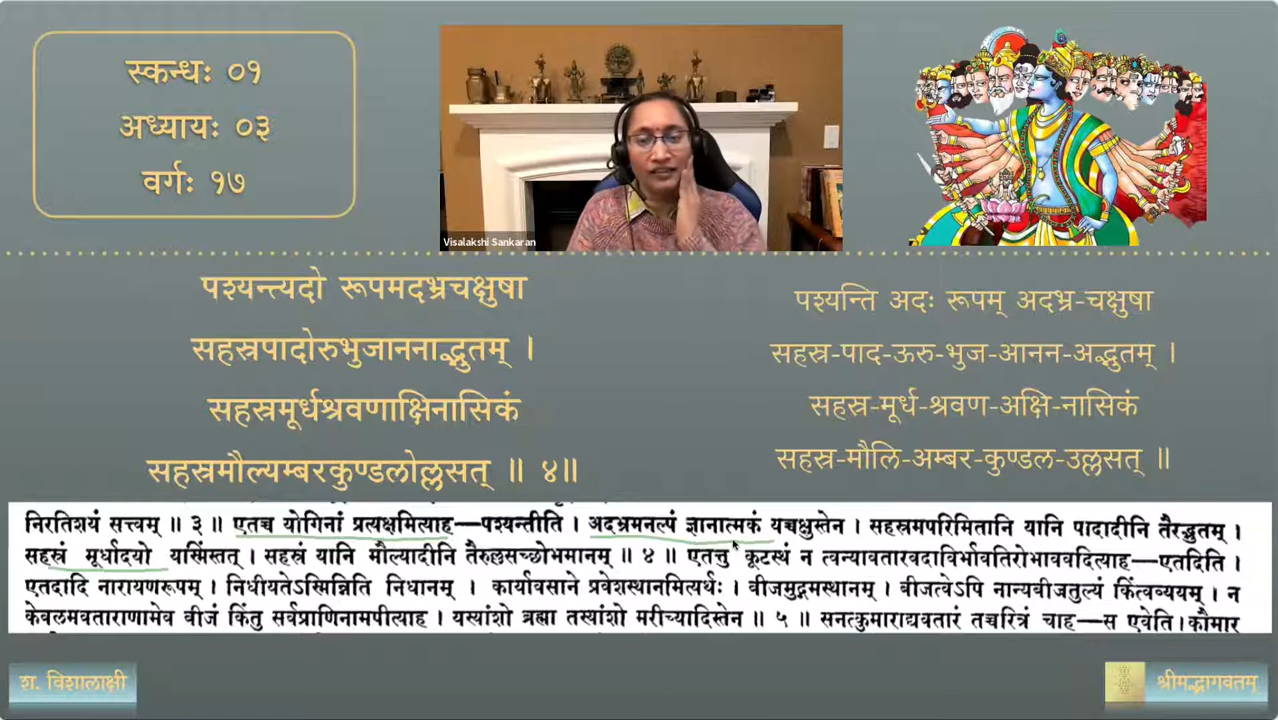 स्कन्धः ०१
अध्यायः ०३
वर्गः १७
Visalakshi Sankaran
पश्यन्त्यदो रूपमदभ्रचक्षुषा
सहस्रपादोरुभुजाननाद्भुतम् ।
सहस्रमूर्धश्रवणाक्षिनासिकं
सहस्रमौल्यम्बरकुण्डलोल्लसत् ॥ ४॥
पश्यन्ति अदः रूपम् अदभ्र-चक्षुषा
सहस्र-पाद-ऊरु-भुज-आनन-अद्भुतम् ।
सहस्र-मूर्ध-श्रवण-अक्षि-नासिकं
सहस्र-मौलि-अम्बर-कुण्डल-उल्लसत् ॥
निरतिशयं सत्त्वम् ॥ ३ ॥ एतच्च योगिनां प्रत्यक्षमित्याह—पश्यन्तीति । अदभ्रमनल्पं ज्ञानात्मकं यच्चक्षुस्तेन । सहस्रमपरिमितानि यानि पादादीनि तैरद्भुतम् ।
सहस्रं मूर्धादयो यस्मिंस्तत् । सहस्रं यानि मौल्यादीनि तैरुल्लसच्छोभमानम् ॥ ४ ॥ एतत्तु कूटस्थं न त्वन्यावतारवदाविर्भावतिरोभाववदित्याह—एतदिति ।
एतदादि नारायणरूपम् । निधीयतेऽस्मिन्निति निधानम् । कार्यावसाने प्रवेशस्थानमित्यर्थः । बीजमुद्गमस्थानम् । बीजत्वेऽपि नान्यबीजतुल्यं किंत्वव्ययम् । न
केवलमवताराणामेव बीजं किंतु सर्वप्राणिनामपीत्याह । यस्यांशो ब्रह्मा तस्यांशो मरीच्यादिस्तेन ॥ ५ ॥ सनत्कुमाराद्यवतारं तच्चरित्रं चाह—स एवेति । कौमार
श. विशालाक्षी
श्रीमद्भागवतम्